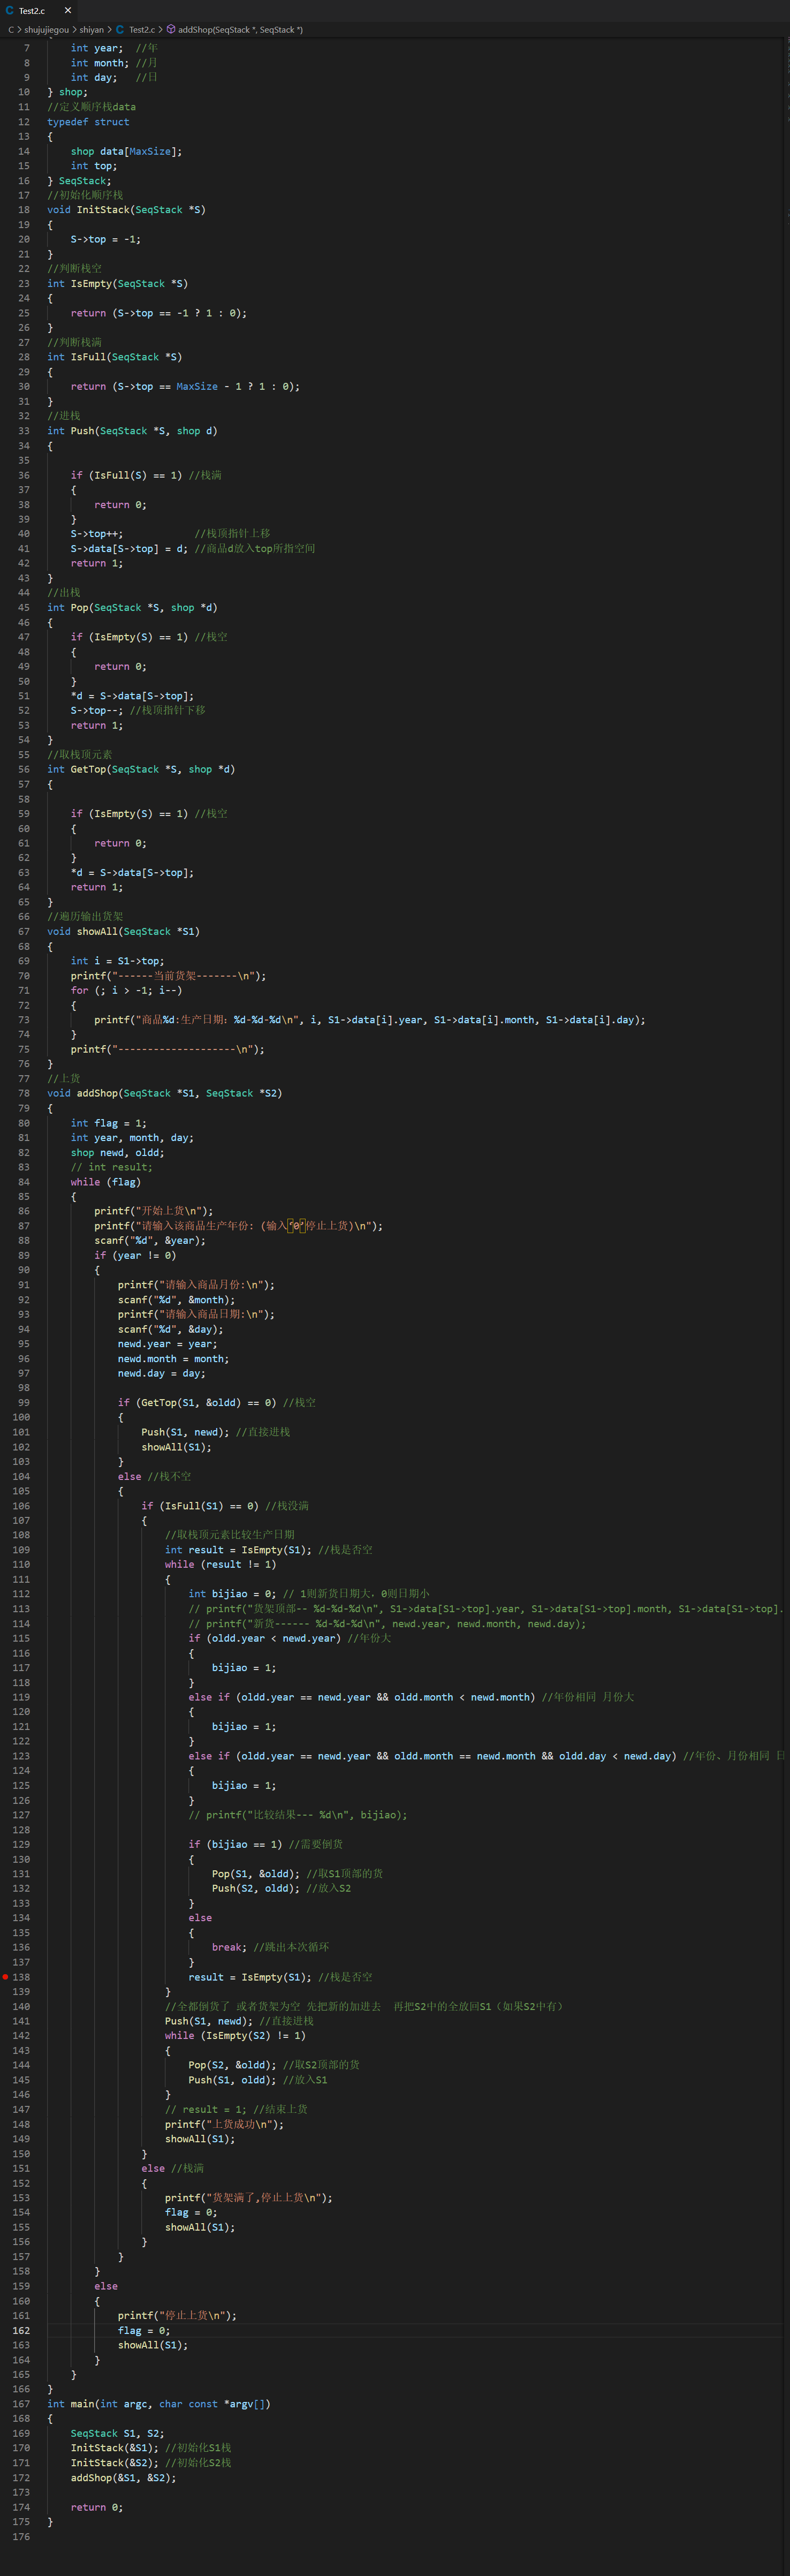 Test2.c ×
C > shujujiegou > shiyan > C Test2.c > addShop(SeqStack *, SeqStack *)
7 int year; //年
8 int month; //月
9 int day; //日
10 } shop;
11 //定义顺序栈data
12 typedef struct
13 {
14 shop data[MaxSize];
15 int top;
16 } SeqStack;
17 //初始化顺序栈
18 void InitStack(SeqStack *S)
19 {
20 S->top = -1;
21 }
22 //判断栈空
23 int IsEmpty(SeqStack *S)
24 {
25 return (S->top == -1 ? 1 : 0);
26 }
27 //判断栈满
28 int IsFull(SeqStack *S)
29 {
30 return (S->top == MaxSize - 1 ? 1 : 0);
31 }
32 //进栈
33 int Push(SeqStack *S, shop d)
34 {
35
36 if (IsFull(S) == 1) //栈满
37 {
38 return 0;
39 }
40 S->top++; //栈顶指针上移
41 S->data[S->top] = d; //商品d放入top所指空间
42 return 1;
43 }
44 //出栈
45 int Pop(SeqStack *S, shop *d)
46 {
47 if (IsEmpty(S) == 1) //栈空
48 {
49 return 0;
50 }
51 *d = S->data[S->top];
52 S->top--; //栈顶指针下移
53 return 1;
54 }
55 //取栈顶元素
56 int GetTop(SeqStack *S, shop *d)
57 {
58
59 if (IsEmpty(S) == 1) //栈空
60 {
61 return 0;
62 }
63 *d = S->data[S->top];
64 return 1;
65 }
66 //遍历输出货架
67 void showAll(SeqStack *S1)
68 {
69 int i = S1->top;
70 printf("------当前货架-------\n");
71 for (; i > -1; i--)
72 {
73 printf("商品%d:生产日期：%d-%d-%d\n", i, S1->data[i].year, S1->data[i].month, S1->data[i].day);
74 }
75 printf("--------------------\n");
76 }
77 //上货
78 void addShop(SeqStack *S1, SeqStack *S2)
79 {
80 int flag = 1;
81 int year, month, day;
82 shop newd, oldd;
83 // int result;
84 while (flag)
85 {
86 printf("开始上货\n");
87 printf("请输入该商品生产年份:（输入‘0’停止上货)\n");
88 scanf("%d", &year);
89 if (year != 0)
90 {
91 printf("请输入商品月份:\n");
92 scanf("%d", &month);
93 printf("请输入商品日期:\n");
94 scanf("%d", &day);
95 newd.year = year;
96 newd.month = month;
97 newd.day = day;
98
99 if (GetTop(S1, &oldd) == 0) //栈空
100 {
101 Push(S1, newd); //直接进栈
102 showAll(S1);
103 }
104 else //栈不空
105 {
106 if (IsFull(S1) == 0) //栈没满
107 {
108 //取栈顶元素比较生产日期
109 int result = IsEmpty(S1); //栈是否空
110 while (result != 1)
111 {
112 int bijiao = 0; // 1则新货日期大，0则日期小
113 // printf("货架顶部-- %d-%d-%d\n", S1->data[S1->top].year, S1->data[S1->top].month, S1->data[S1->top].
114 // printf("新货------ %d-%d-%d\n", newd.year, newd.month, newd.day);
115 if (oldd.year < newd.year) //年份大
116 {
117 bijiao = 1;
118 }
119 else if (oldd.year == newd.year && oldd.month < newd.month) //年份相同 月份大
120 {
121 bijiao = 1;
122 }
123 else if (oldd.year == newd.year && oldd.month == newd.month && oldd.day < newd.day) //年份、月份相同 日
124 {
125 bijiao = 1;
126 }
127 // printf("比较结果--- %d\n", bijiao);
128
129 if (bijiao == 1) //需要倒货
130 {
131 Pop(S1, &oldd); //取S1顶部的货
132 Push(S2, oldd); //放入S2
133 }
134 else
135 {
136 break; //跳出本次循环
137 }
138 result = IsEmpty(S1); //栈是否空
139 }
140 //全都倒货了 或者货架为空 先把新的加进去 再把S2中的全放回S1（如果S2中有）
141 Push(S1, newd); //直接进栈
142 while (IsEmpty(S2) != 1)
143 {
144 Pop(S2, &oldd); //取S2顶部的货
145 Push(S1, oldd); //放入S1
146 }
147 // result = 1; //结束上货
148 printf("上货成功\n");
149 showAll(S1);
150 }
151 else //栈满
152 {
153 printf("货架满了,停止上货\n");
154 flag = 0;
155 showAll(S1);
156 }
157 }
158 }
159 else
160 {
161 printf("停止上货\n");
162 flag = 0;
163 showAll(S1);
164 }
165 }
166 }
167 int main(int argc, char const *argv[])
168 {
169 SeqStack S1, S2;
170 InitStack(&S1); //初始化S1栈
171 InitStack(&S2); //初始化S2栈
172 addShop(&S1, &S2);
173
174 return 0;
175 }
176